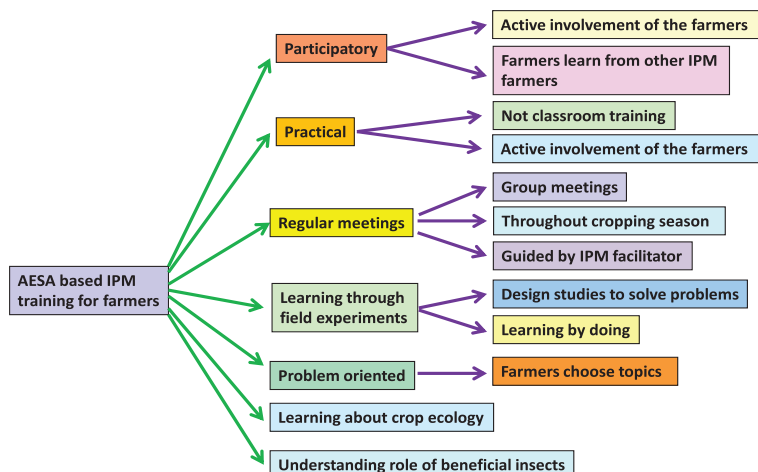 AESA based IPM
training for farmers
Participatory
Active involvement of the farmers
Farmers learn from other IPM
farmers
Practical
Not classroom training
Active involvement of the farmers
Regular meetings
Group meetings
Throughout cropping season
Guided by IPM facilitator
Learning through
field experiments
Design studies to solve problems
Learning by doing
Problem oriented
Farmers choose topics
Learning about crop ecology
Understanding role of beneficial insects